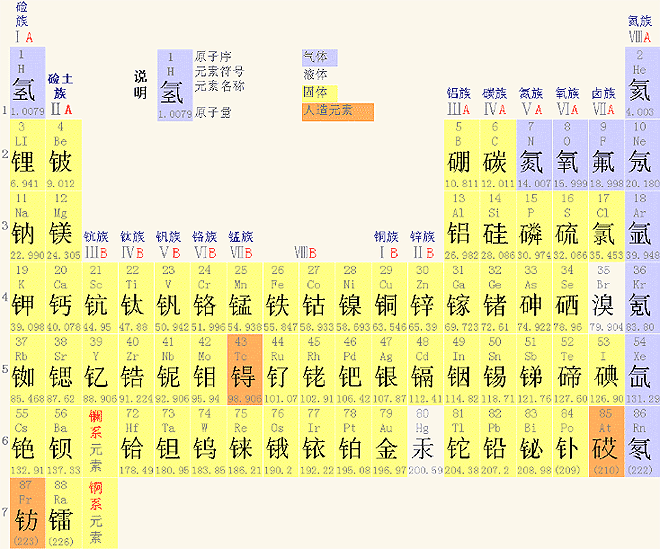 硷族 氦族
Ⅰ A Ⅷ A
1 说明 1 原子序 气体 2
H H 元素符号 液体 He
氢 硷土族 氢 元素名称 固体 铝族 碳族 氮族 氧族 卤族 氦
1 1.0079 Ⅱ A 1.0079 原子量 人造元素 Ⅲ A Ⅳ A Ⅴ A Ⅵ A Ⅶ A 4.003
3 4 5 6 7 8 9 10
LI Be B C N O F Ne
2 锂 铍 硼 碳 氮 氧 氟 氖
6.941 9.012 10.811 12.011 14.007 15.999 18.998 20.180
11 12 13 14 15 16 17 18
Na Mg Al Si P S Cl Ar
3 钠 镁 钪族 钛族 钒族 铬族 锰族 铜族 锌族 铝 硅 磷 硫 氯 氩
22.990 24.305 Ⅲ B Ⅳ B Ⅴ B Ⅵ B Ⅶ B Ⅷ B Ⅰ B Ⅱ B 26.982 28.086 30.974 32.066 35.453 39.948
19 20 21 22 23 24 25 26 27 28 29 30 31 32 33 34 35 36
K Ca Sc Ti V Cr Mn Fe Co Ni Cu Zn Ga Ge As Se Br Kr
4 钾 钙 钪 钛 钒 铬 锰 铁 钴 镍 铜 锌 镓 锗 砷 硒 溴 氪
39.098 40.078 44.95 47.88 50.942 51.996 54.938 55.847 58.933 58.693 63.546 65.39 69.723 72.61 74.922 78.96 79.904 83.80
37 38 39 40 41 42 43 44 45 46 47 48 49 50 51 52 53 54
Rb Sr Y Zr Nb Mo Tc Ru Rh Pd Ag Cd In Sn Sb Te I Xe
5 铷 锶 钇 锆 铌 钼 锝 钌 铑 钯 银 镉 铟 锡 锑 碲 碘 氙
85.468 87.62 88.906 91.224 92.906 95.94 98.906 101.07 102.91 106.42 107.87 112.41 114.82 118.71 121.76 127.60 126.90 131.29
55 56 镧系元素 72 73 74 75 76 77 78 79 80 81 82 83 84 85 86
Cs Ba Hf Ta W Re Os Ir Pt Au Hg Tl Pb Bi Po At Rn
6 铯 钡 铪 钽 钨 铼 锇 铱 铂 金 汞 铊 铅 铋 钋 砹 氡
132.91 137.33 178.49 180.95 183.85 186.21 190.2 192.22 195.08 196.97 200.59 204.38 207.2 208.98 (209) (210) (222)
87 88 锕系元素
Fr Ra
7 钫 镭
(223) (226)